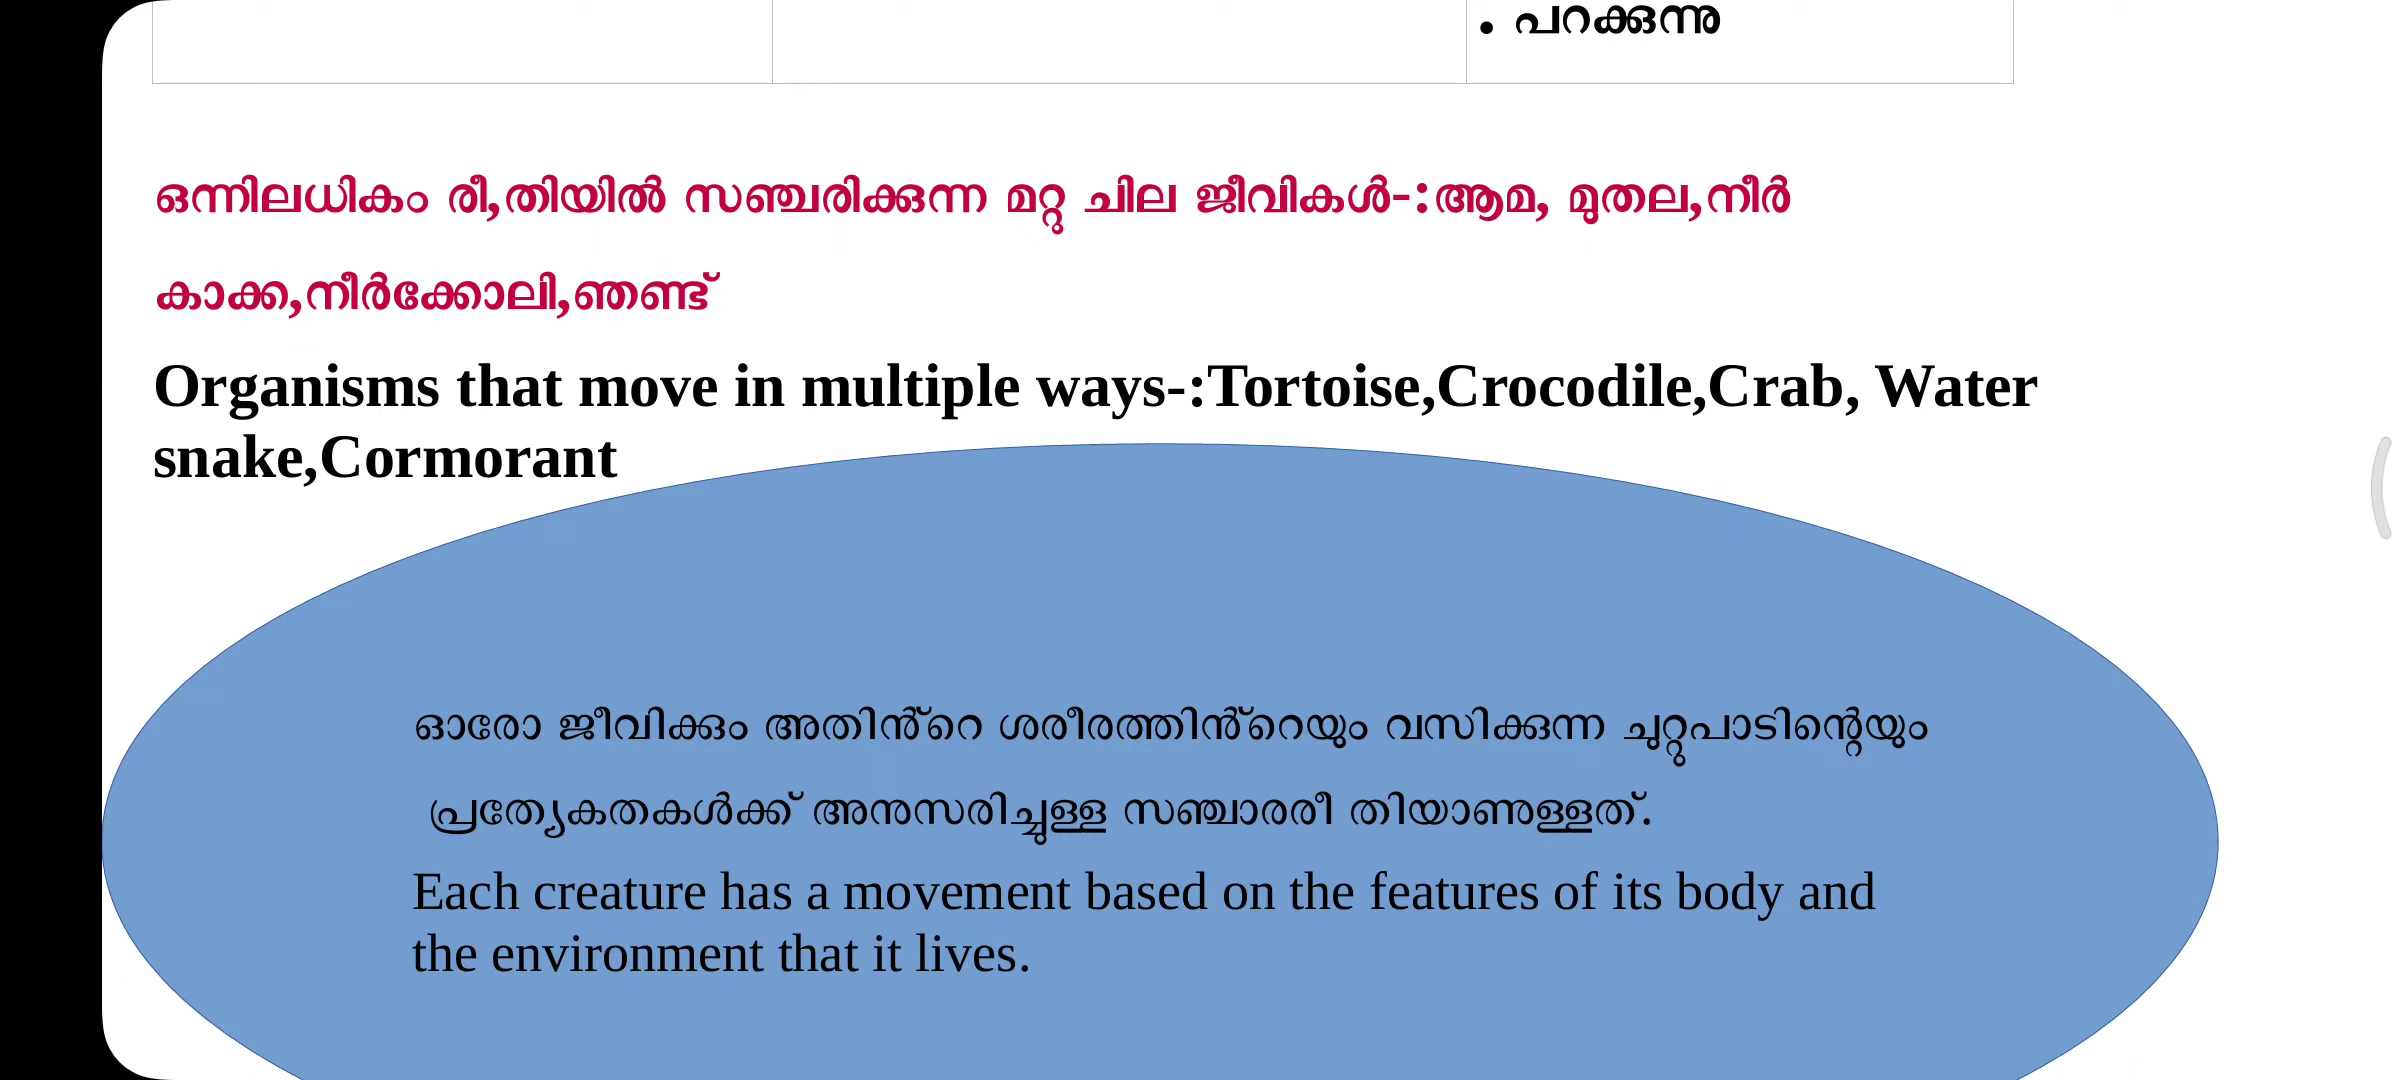 • പറക്കുന്നു
ഒന്നിലധികം രീ,തിയിൽ സഞ്ചരിക്കുന്ന മറ്റു ചില ജീവികൾ-:ആമ, മുതല,നീർ
കാക്ക,നീർക്കോലി,ഞണ്ട്
Organisms that move in multiple ways-:Tortoise,Crocodile,Crab, Water
snake,Cormorant
ഓരോ ജീവിക്കും അതിൻ്റെ ശരീരത്തിൻ്റെയും വസിക്കുന്ന ചുറ്റുപാടിന്റെയും
പ്രത്യേകതകൾക്ക് അനുസരിച്ചുള്ള സഞ്ചാരരീ തിയാണുള്ളത്.
Each creature has a movement based on the features of its body and
the environment that it lives.